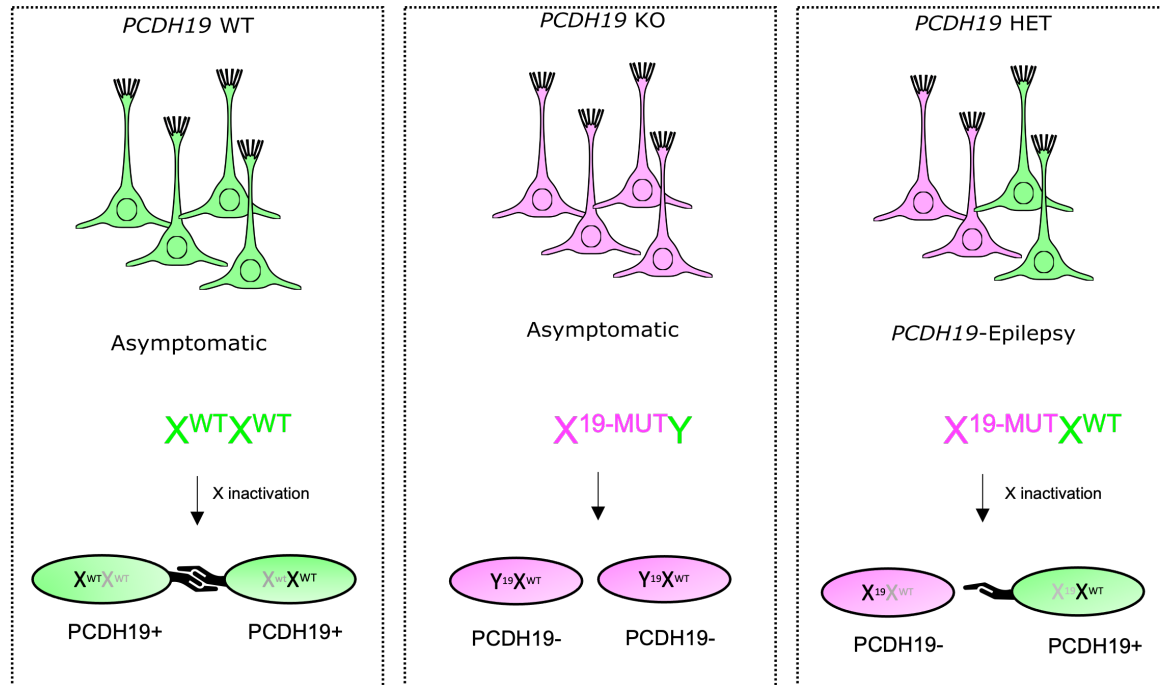 PCDH19 WT
Asymptomatic
XWTXWT
X inactivation
XWTXWT
XwtXWT
PCDH19+
PCDH19+
PCDH19 KO
Asymptomatic
X19-MUTY
Y19XWT
Y19XWT
PCDH19-
PCDH19-
PCDH19 HET
PCDH19-Epilepsy
X19-MUTXWT
X inactivation
X19XWT
X19XWT
PCDH19-
PCDH19+